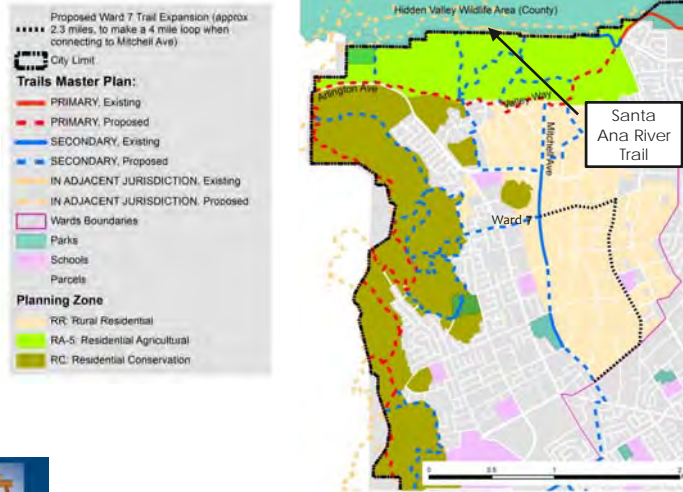 Proposed Ward 7 Trail Expansion (approx
2.3 miles, to make a 4 mile loop when
connecting to Mitchell Ave)
City Limit
Trails Master Plan:
PRIMARY, Existing
PRIMARY, Proposed
SECONDARY, Existing
SECONDARY, Proposed
IN ADJACENT JURISDICTION, Existing
IN ADJACENT JURISDICTION, Proposed
Wards Boundaries
Parks
Schools
Parcels
Planning Zone
RR: Rural Residential
RA-5: Residential Agricultural
RC: Residential Conservation
Hidden Valley Wildlife Area (County)
Arlington Ave
Valley Way
Santa
Ana River
Trail
Mitchell Ave
Ward 7
0 0.5 1 2